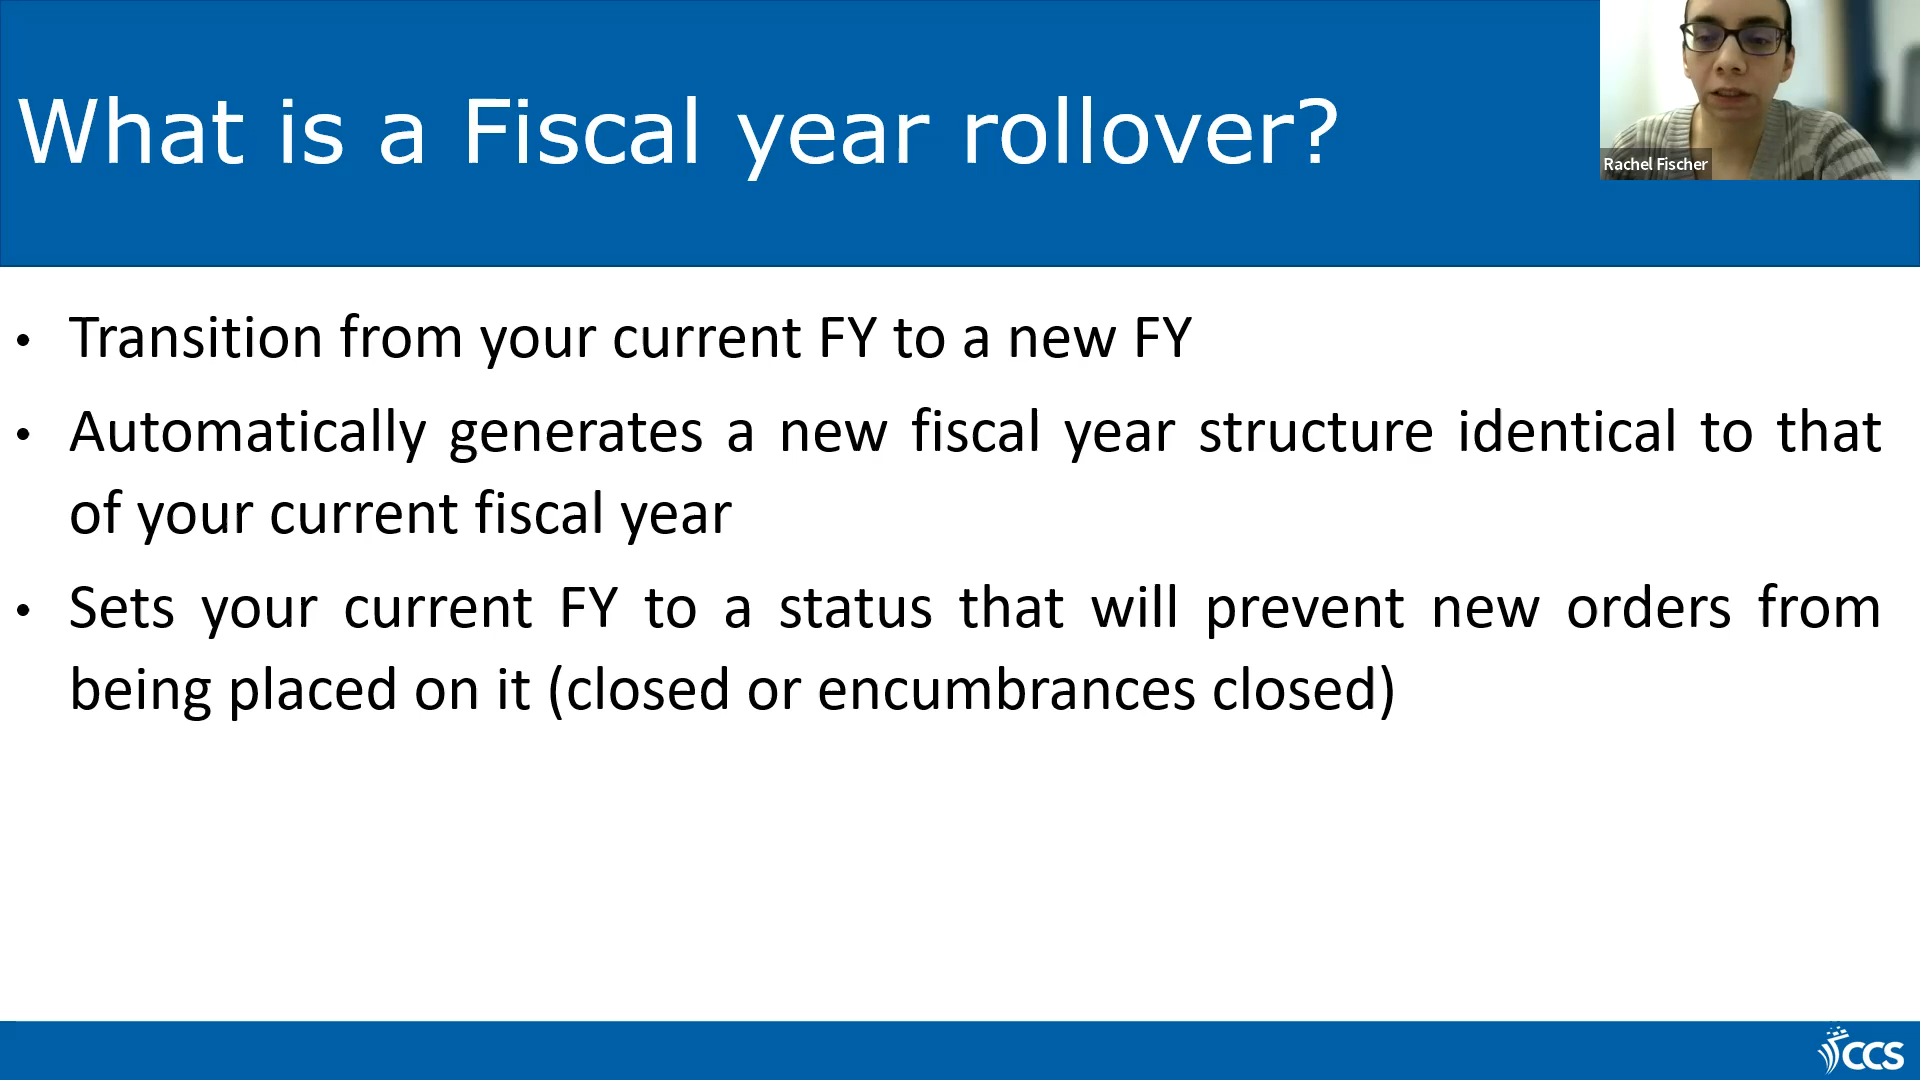 What is a Fiscal year rollover?
Rachel Fischer
• Transition from your current FY to a new FY
• Automatically generates a new fiscal year structure identical to that
of your current fiscal year
• Sets your current FY to a status that will prevent new orders from
being placed on it (closed or encumbrances closed)
CCS